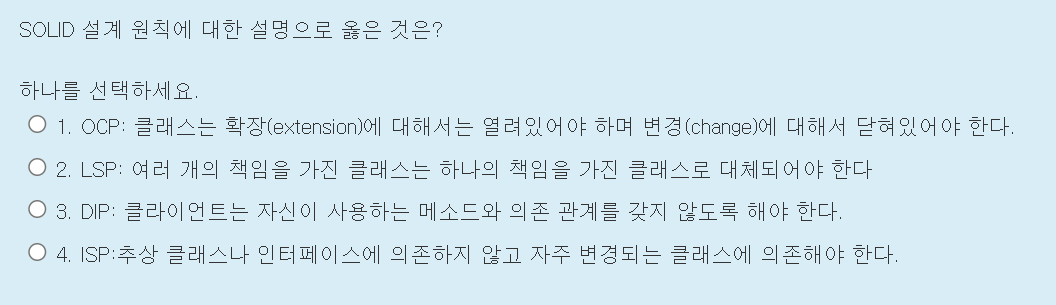 SOLID 설계 원칙에 대한 설명으로 옳은 것은?
하나를 선택하세요.
1. OCP: 클래스는 확장(extension)에 대해서는 열려있어야 하며 변경(change)에 대해서 닫혀있어야 한다.
2. LSP: 여러 개의 책임을 가진 클래스는 하나의 책임을 가진 클래스로 대체되어야 한다
3. DIP: 클라이언트는 자신이 사용하는 메소드와 의존 관계를 갖지 않도록 해야 한다.
4. ISP:추상 클래스나 인터페이스에 의존하지 않고 자주 변경되는 클래스에 의존해야 한다.